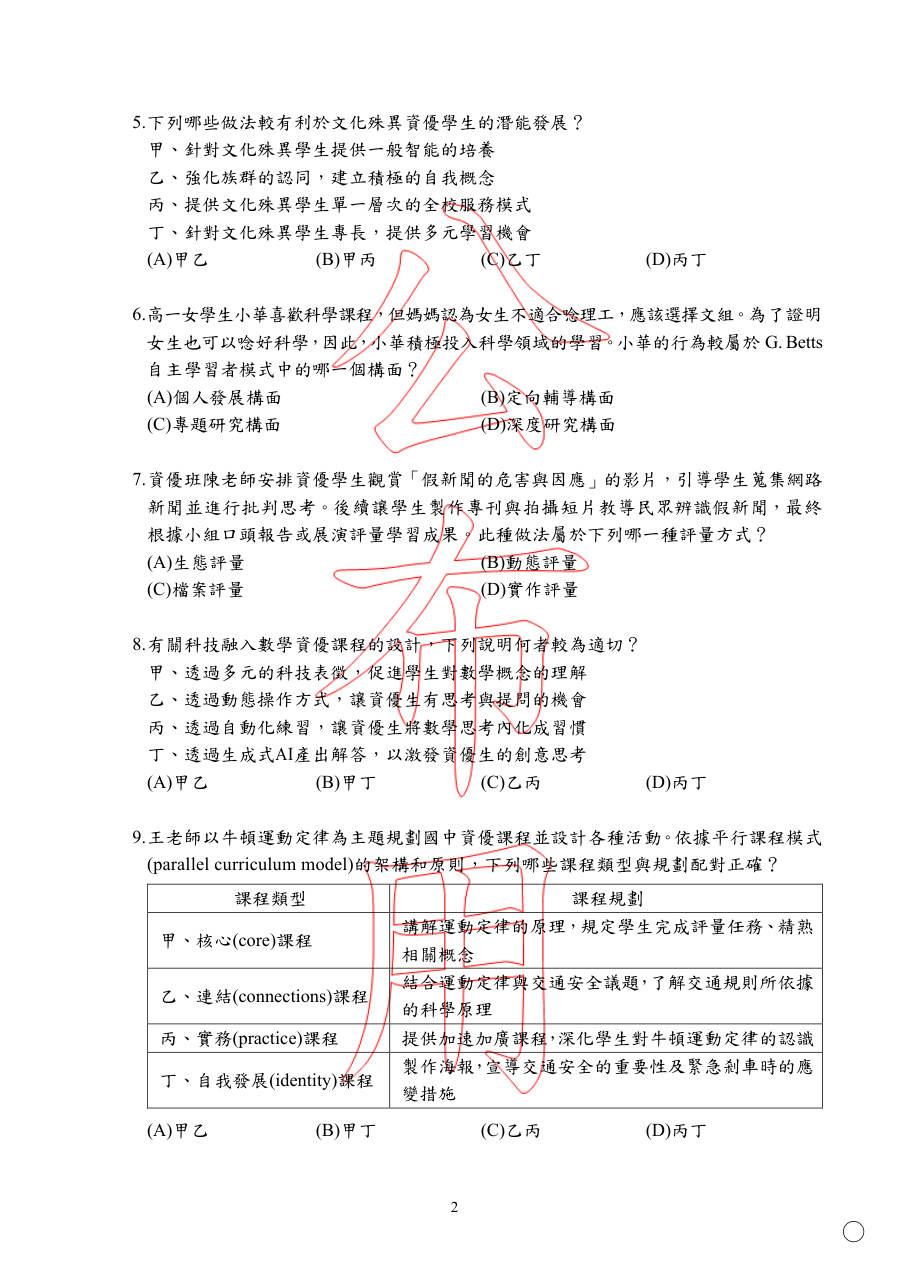 5.下列哪些做法較有利於文化殊異資優學生的潛能發展？
甲、針對文化殊異學生提供一般智能的培養
乙、強化族群的認同，建立積極的自我概念
丙、提供文化殊異學生單一層次的全校服務模式
丁、針對文化殊異學生專長，提供多元學習機會
(A)甲乙 (B)甲丙 (C)乙丁 (D)丙丁
6.高一女學生小華喜歡科學課程，但媽媽認為女生不適合唸理工，應該選擇文組。為了證明
女生也可以唸好科學，因此，小華積極投入科學領域的學習。小華的行為較屬於 G. Betts
自主學習者模式中的哪一個構面？
(A)個人發展構面 (B)定向輔導構面
(C)專題研究構面 (D)深度研究構面
7.資優班陳老師安排資優學生觀賞「假新聞的危害與因應」的影片，引導學生蒐集網路
新聞並進行批判思考。後續讓學生製作專刊與拍攝短片教導民眾辨識假新聞，最終
根據小組口頭報告或展演評量學習成果。此種做法屬於下列哪一種評量方式？
(A)生態評量 (B)動態評量
(C)檔案評量 (D)實作評量
8.有關科技融入數學資優課程的設計，下列說明何者較為適切？
甲、透過多元的科技表徵，促進學生對數學概念的理解
乙、透過動態操作方式，讓資優生有思考與提問的機會
丙、透過自動化練習，讓資優生將數學思考內化成習慣
丁、透過生成式AI產出解答，以激發資優生的創意思考
(A)甲乙 (B)甲丁 (C)乙丙 (D)丙丁
9.王老師以牛頓運動定律為主題規劃國中資優課程並設計各種活動。依據平行課程模式
(parallel curriculum model)的架構和原則，下列哪些課程類型與規劃配對正確？
課程類型 課程規劃
甲、核心(core)課程 講解運動定律的原理，規定學生完成評量任務、精熟
相關概念
乙、連結(connections)課程 結合運動定律與交通安全議題，了解交通規則所依據
的科學原理
丙、實務(practice)課程 提供加速加廣課程，深化學生對牛頓運動定律的認識
丁、自我發展(identity)課程 製作海報，宣導交通安全的重要性及緊急剎車時的應
變措施
(A)甲乙 (B)甲丁 (C)乙丙 (D)丙丁
2
公布用